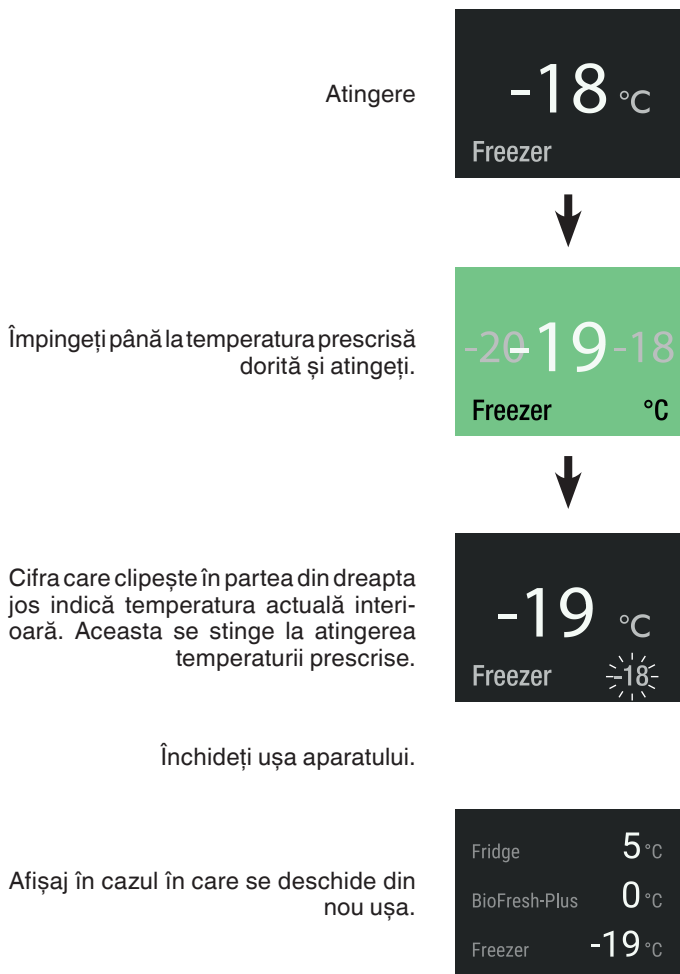 Atingere
-18 °C
Freezer
Împingeți până la temperatura prescrisă
dorită și atingeți.
-20 -19 -18
Freezer °C
Cifra care clipește în partea din dreapta
jos indică temperatura actuală interi-
oară. Aceasta se stinge la atingerea
temperaturii prescrise.
-19 °C
Freezer -18
Închideți ușa aparatului.
Afișaj în cazul în care se deschide din
nou ușa.
Fridge 5 °C
BioFresh-Plus 0 °C
Freezer -19 °C